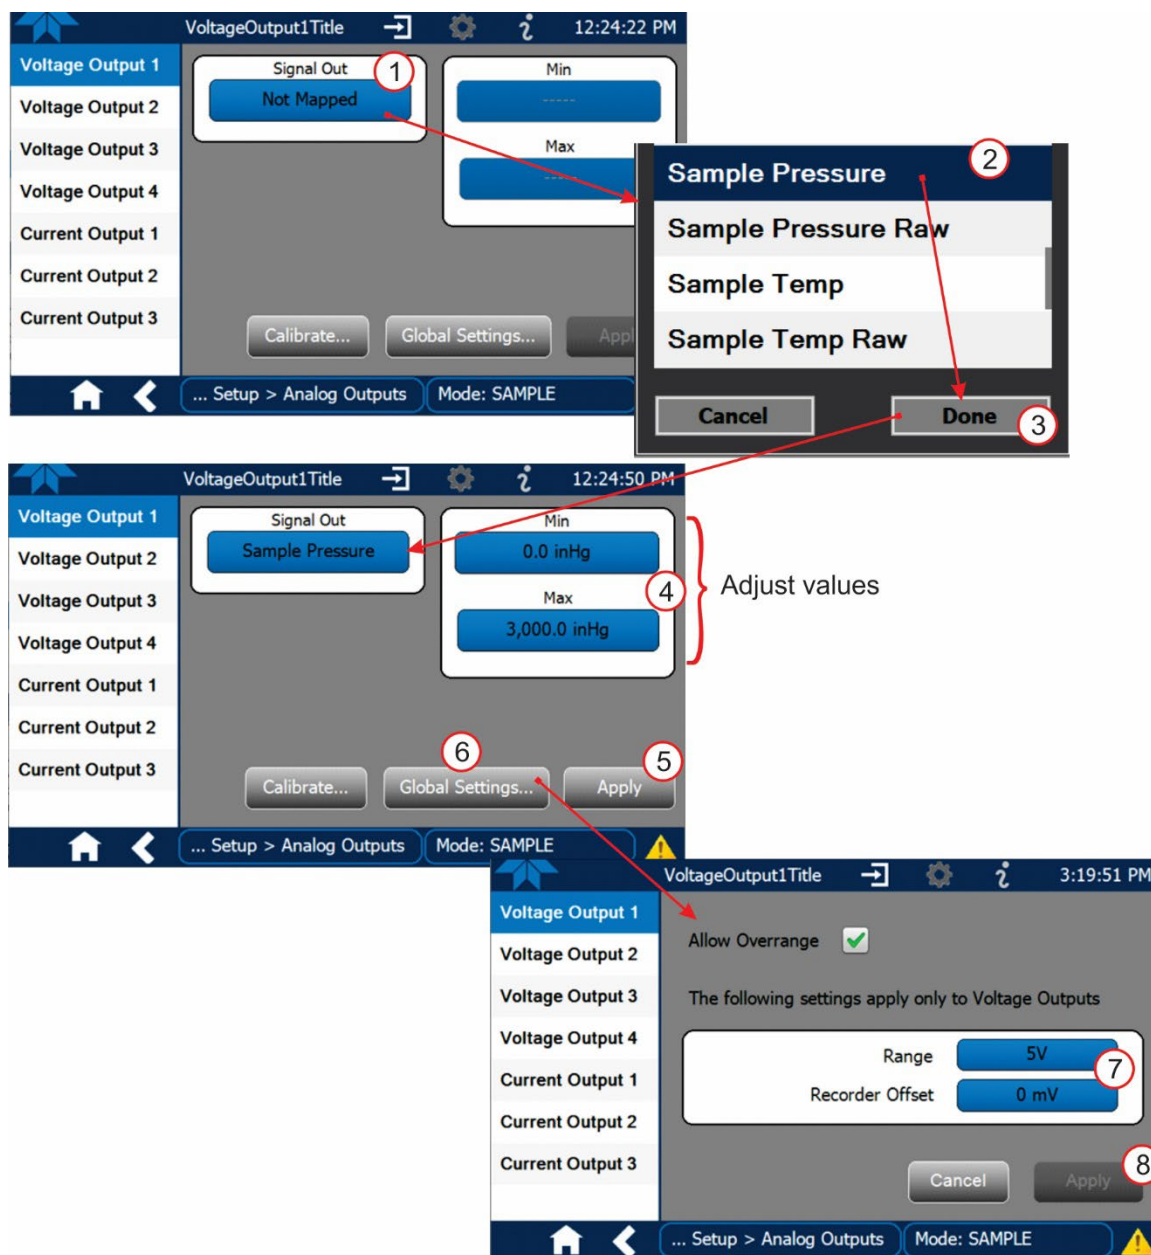 VoltageOutput1Title
12:24:22 PM
Voltage Output 1
Voltage Output 2
Voltage Output 3
Voltage Output 4
Current Output 1
Current Output 2
Current Output 3
Signal Out
1
Not Mapped
Min
-----
Max
-----
Calibrate...
Global Settings...
Appl
... Setup > Analog Outputs
Mode: SAMPLE
2
Sample Pressure
Sample Pressure Raw
Sample Temp
Sample Temp Raw
Cancel
Done
3
VoltageOutput1Title
12:24:50 PM
Voltage Output 1
Voltage Output 2
Voltage Output 3
Voltage Output 4
Current Output 1
Current Output 2
Current Output 3
Signal Out
Sample Pressure
Min
0.0 inHg
4
Max
3,000.0 inHg
Adjust values
6
5
Calibrate...
Global Settings...
Apply
... Setup > Analog Outputs
Mode: SAMPLE
VoltageOutput1Title
3:19:51 PM
Voltage Output 1
Voltage Output 2
Voltage Output 3
Voltage Output 4
Current Output 1
Current Output 2
Current Output 3
Allow Overrange
The following settings apply only to Voltage Outputs
Range
5V
7
Recorder Offset
0 mV
8
Cancel
Apply
... Setup > Analog Outputs
Mode: SAMPLE